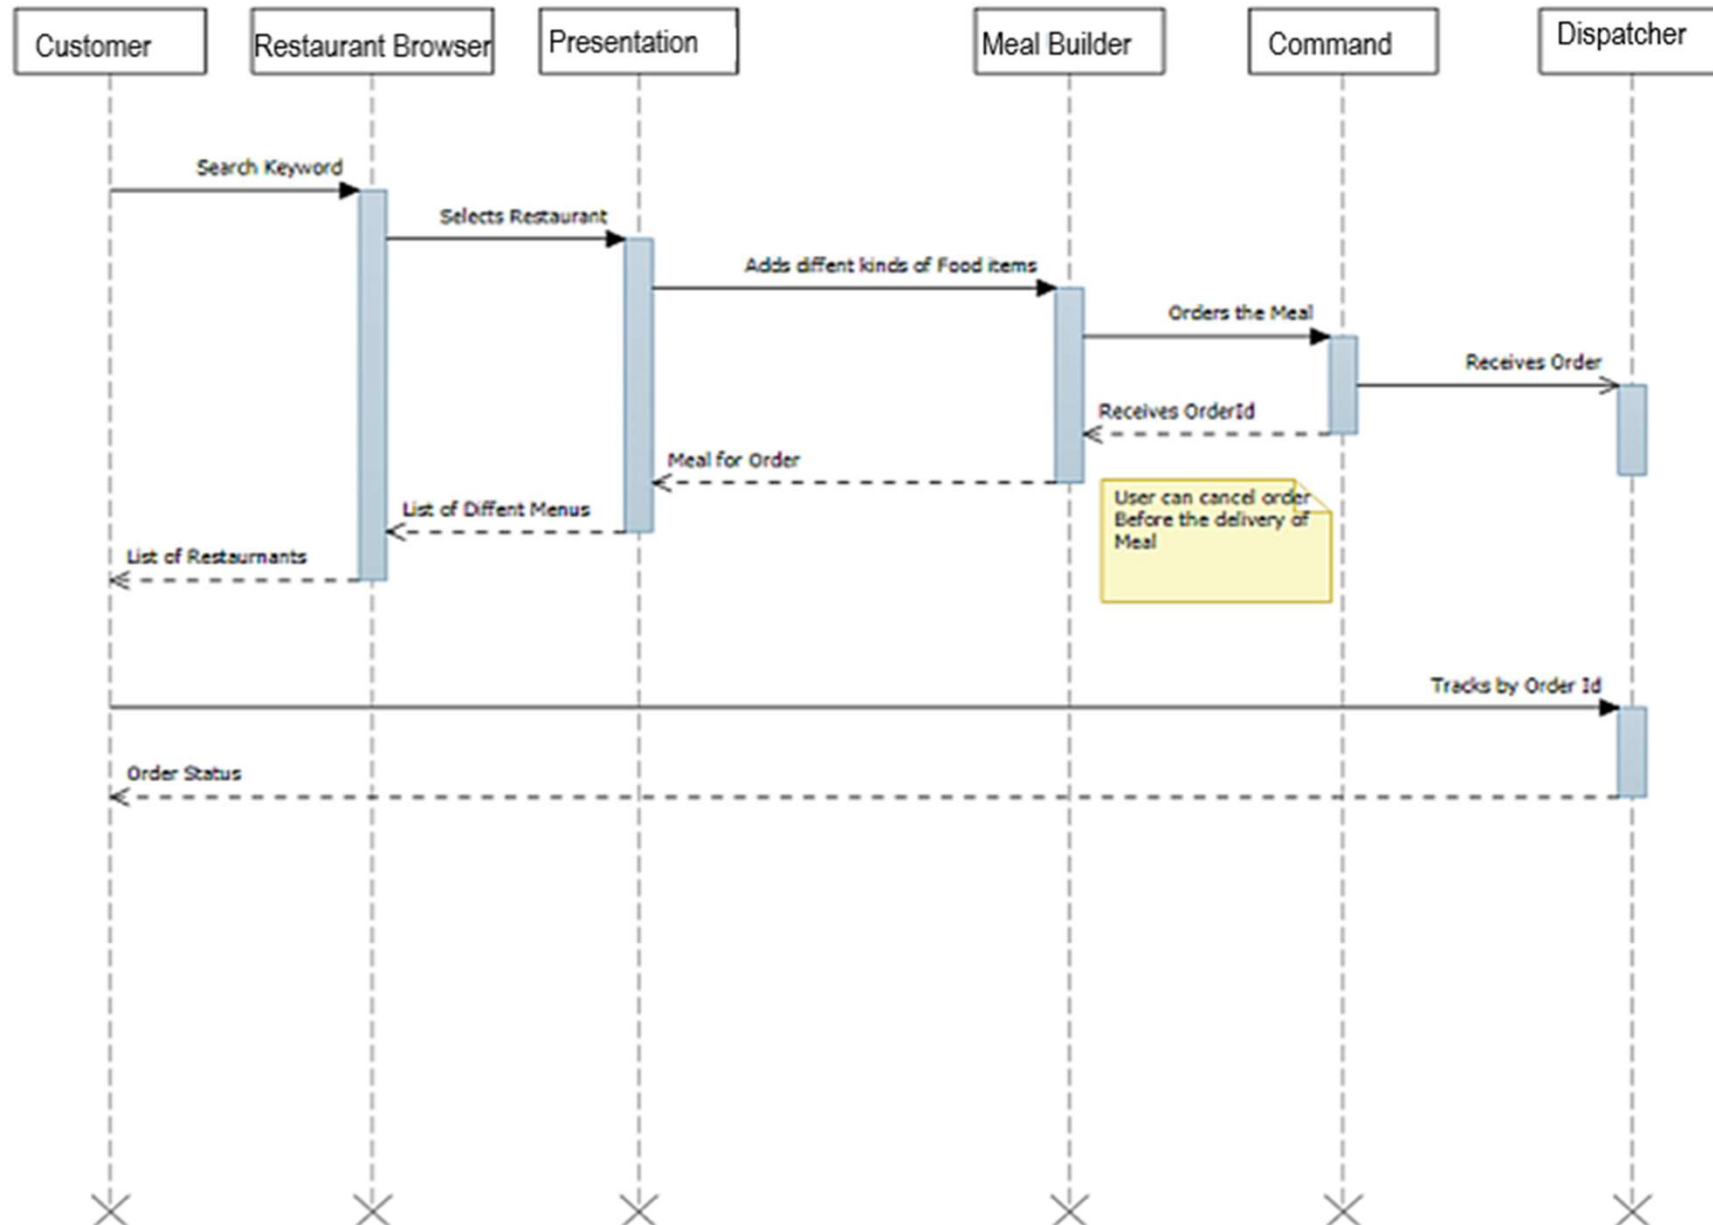 Customer
Restaurant Browser
Presentation
Meal Builder
Command
Dispatcher
Search Keyword
Selects Restaurant
Adds diffent kinds of Food items
Orders the Meal
Receives Order
Receives OrderId
Meal for Order
User can cancel order
Before the delivery of
Meal
List of Diffent Menus
List of Restaurnants
Tracks by Order Id
Order Status